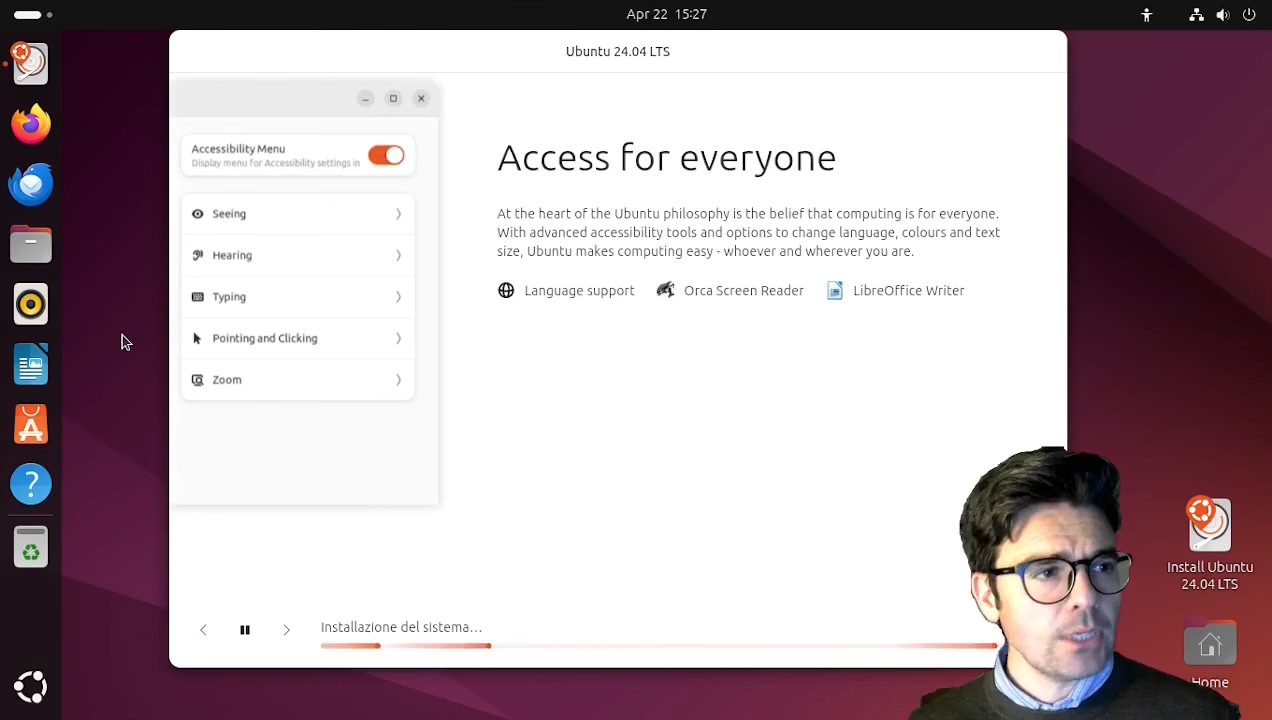 Apr 22 15:27
Ubuntu 24.04 LTS
Accessibility Menu
Display menu for Accessibility settings in
Seeing
Hearing
Typing
Pointing and Clicking
Zoom
Access for everyone
At the heart of the Ubuntu philosophy is the belief that computing is for everyone.
With advanced accessibility tools and options to change language, colours and text
size, Ubuntu makes computing easy - whoever and wherever you are.
Language support
Orca Screen Reader
LibreOffice Writer
Installazione del sistema...
Install Ubuntu
24.04 LTS
Home